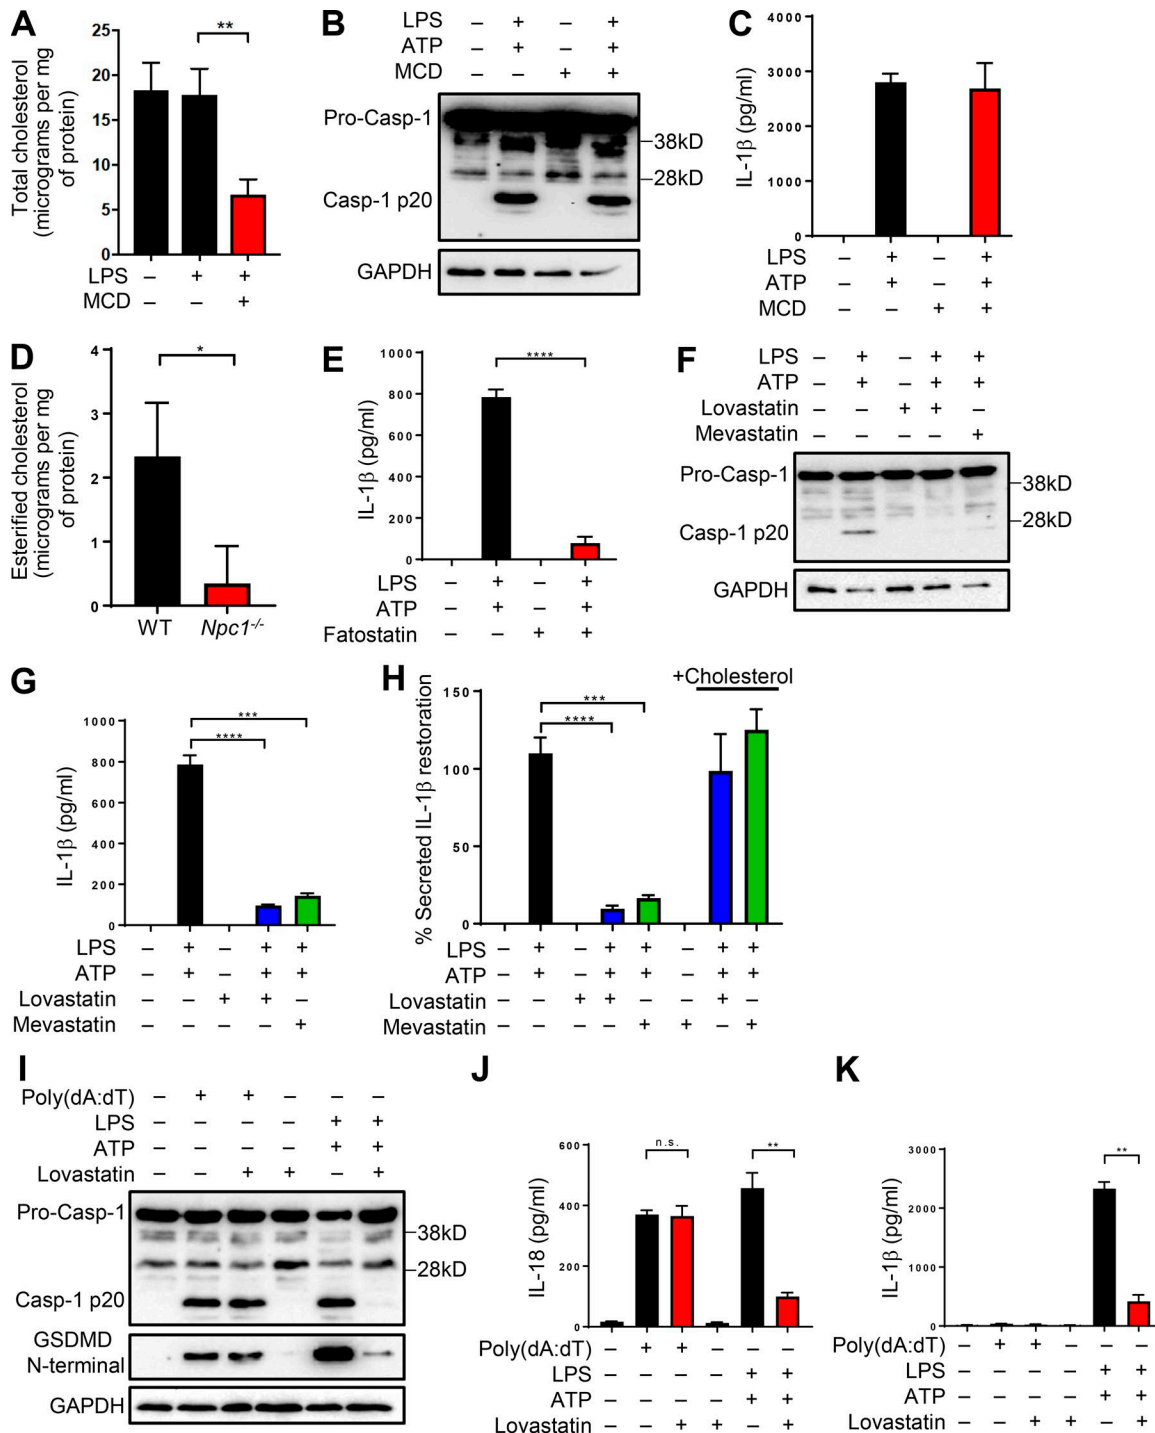 A
Total cholesterol
(micrograms per mg
of protein)
25
20
15
10
5
0
**
LPS – + +
MCD – – +
B
LPS – + – +
ATP – + – +
MCD – – + +
Pro-Casp-1
38kD
28kD
Casp-1 p20
GAPDH
C
IL-1β (pg/ml)
4000
3000
2000
1000
0
LPS – + – +
ATP – + – +
MCD – – + +
D
Esterified cholesterol
(micrograms per mg
of protein)
4
3
2
1
0
*
WT Npc1-/-
E
IL-1β (pg/ml)
1000
800
600
400
200
0
****
LPS – + – +
ATP – + – +
Fatostatin – – + +
F
LPS – + – + +
ATP – + – + +
Lovastatin – – + + –
Mevastatin – – – – +
Pro-Casp-1
38kD
28kD
Casp-1 p20
GAPDH
G
IL-1β (pg/ml)
1000
800
600
400
200
0
***
****
LPS – + – + +
ATP – + – + +
Lovastatin – – + + –
Mevastatin – – – – +
H
% Secreted IL-1β restoration
150
100
50
0
***
****
+Cholesterol
LPS – + – + + – + +
ATP – + – + + – + +
Lovastatin – – + + – – + –
Mevastatin – – – – + + – +
I
Poly(dA:dT) – + + – – –
LPS – – – – + +
ATP – – – – + +
Lovastatin – – + + – +
Pro-Casp-1
38kD
28kD
Casp-1 p20
GSDMD
N-terminal
GAPDH
J
IL-18 (pg/ml)
600
400
200
0
n.s.
**
Poly(dA:dT) – + + – – –
LPS – – – – + +
ATP – – – – + +
Lovastatin – – + + – +
K
IL-1β (pg/ml)
3000
2000
1000
0
**
Poly(dA:dT) – + + – – –
LPS – – – – + +
ATP – – – – + +
Lovastatin – – + + – +